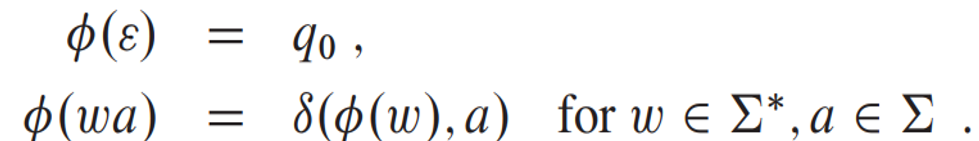 ϕ(ε) = q₀ ,
ϕ(wa) = δ(ϕ(w), a) for w ∈ Σ*, a ∈ Σ .